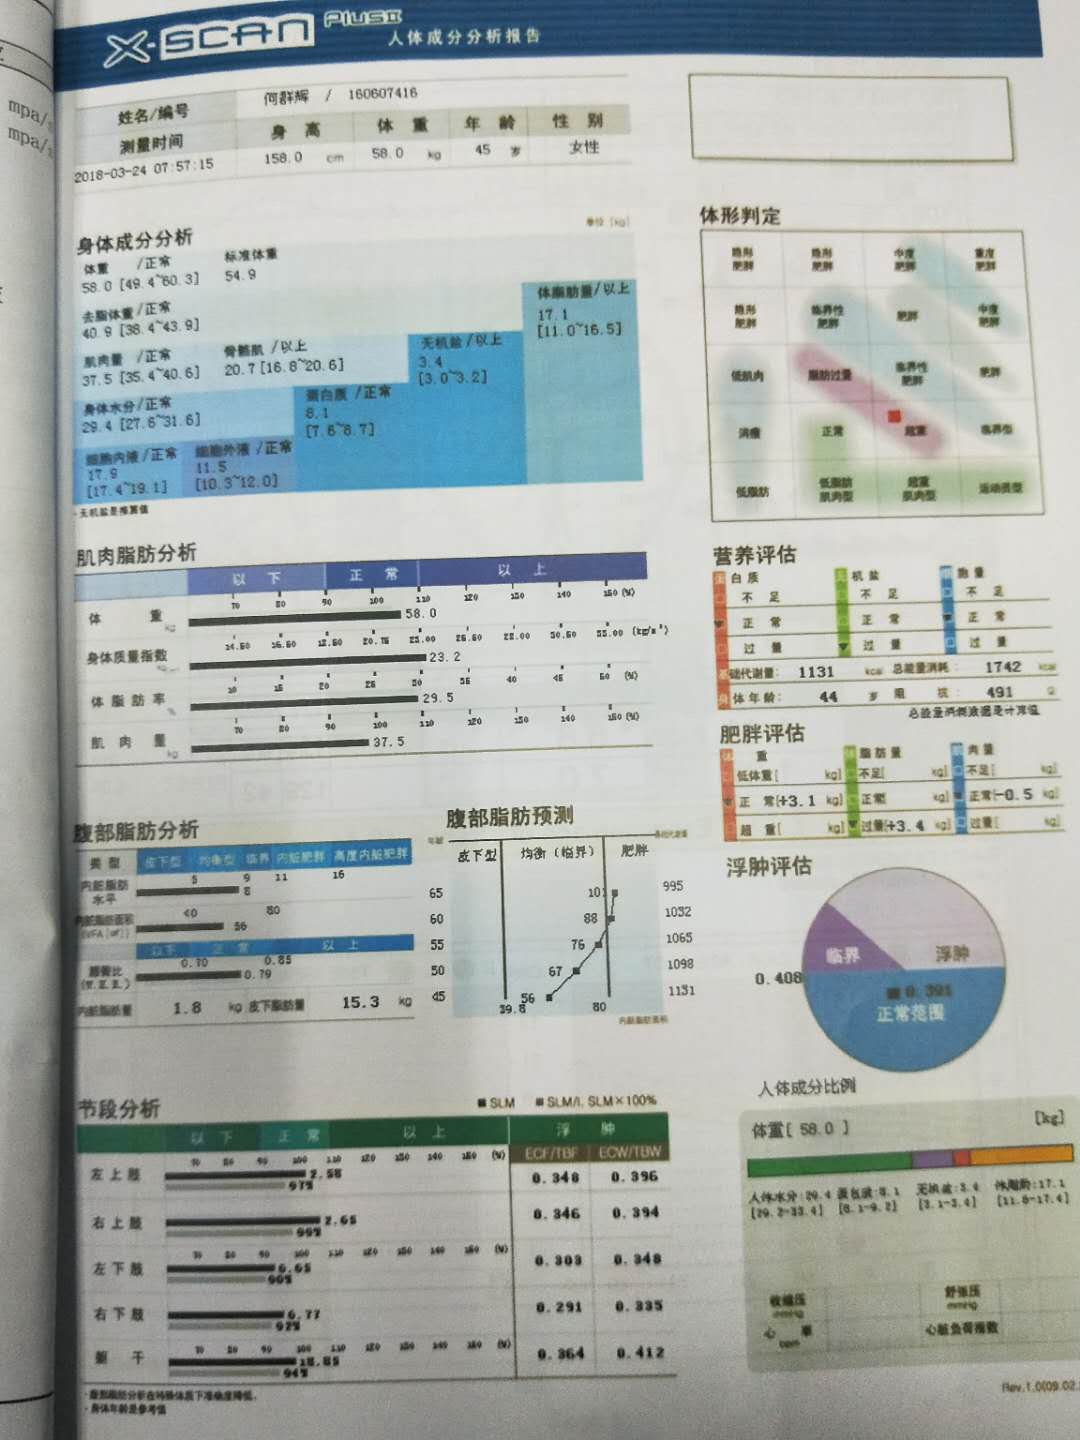 X-SCAN PLUSⅡ 人体成分分析报告
姓名/编号 何群辉 / 160607416
测量时间 身高 体重 年龄 性别
2018-03-24 07:57:15 158.0 cm 58.0 kg 45 岁 女性
身体成分分析 单位 (kg)
体重 /正常 标准体重
58.0 [49.4~60.3] 54.9
去脂体重/正常
40.9 [38.4~43.9]
体脂肪量/以上
17.1
[11.0~16.5]
肌肉量 /正常 骨骼肌 /以上
37.5 [35.4~40.6] 20.7 [16.8~20.6]
无机盐/以上
3.4
[3.0~3.2]
身体水分/正常
29.4 [27.6~31.6]
蛋白质 /正常
8.1
[7.6~8.7]
细胞内液/正常 细胞外液/正常
17.9 11.5
[17.4~19.1] [10.3~12.0]
·无机盐是推算值
体形判定
隐形肥胖 隐形肥胖 中度肥胖 重度肥胖
隐形肥胖 临界性肥胖 肥胖 中度肥胖
低肌肉 脂肪过量 临界性肥胖 肥胖
消瘦 正常 超重 临界型
低脂肪 低脂肪肌肉型 超重肌肉型 运动员型
肌肉脂肪分析
以下 正常 以上
70 80 90 100 110 120 130 140 150 (%)
体重 kg 58.0
身体质量指数 23.2
10 15 20 25 30 35 40 45 50 (%)
体脂肪率 % 29.5
70 80 90 100 110 120 130 140 150 (%)
肌肉量 kg 37.5
营养评估
蛋白质 无机盐 脂肪量
不足 不足 不足
正常 正常 正常
过量 过量 过量
基础代谢量: 1131 kcal 总能量消耗: 1742 kcal
身体年龄: 44 岁 阻抗: 491 Ω
总能量消耗数据是计算值
肥胖评估
体重 体脂肪量 肌肉量
低体重[ kg] 不足[ kg] 不足[ kg]
正常[+3.1 kg] 正常[ kg] 正常[-0.5 kg]
超重[ kg] 过量[+3.4 kg] 过量[ kg]
腹部脂肪分析
类型 皮下型 均衡型 临界 内脏肥胖 高度内脏肥胖
内脏脂肪水平 5 9 11 16
8
内脏脂肪面积 (VFA[㎠]) 40 80
56
以下 正常 以上
腰臀比 (W.H.R.) 0.70 0.85
0.79
内脏脂肪量 1.8 kg 皮下脂肪量 15.3 kg
腹部脂肪预测
年龄 皮下型 均衡(临界) 肥胖 基础代谢量
65 101 995
60 88 1032
55 76 1065
50 67 1098
45 56 1131
39.8 80
内脏脂肪面积
浮肿评估
临界 浮肿
0.408
0.391
正常范围
节段分析 ■ SLM ■ SLM/I. SLM×100%
以下 正常 以上 浮肿
70 80 90 100 110 120 130 140 150 (%) ECF/TBF ECW/TBW
左上肢 2.58 0.348 0.396
97%
右上肢 2.65 0.346 0.394
99%
70 80 90 100 110 120 130 140 150 (%)
左下肢 6.65 0.303 0.348
90%
右下肢 6.77 0.291 0.335
92%
70 80 90 100 110 120 130 140 150 (%)
躯干 18.85 0.364 0.412
94%
·腹部脂肪分析在特殊体质下准确度降低.
·身体年龄是参考值
人体成分比例
体重[ 58.0 ] [kg]
人体水分:29.4 蛋白质:8.1 无机盐:3.4 体脂肪:17.1
[29.2-33.4] [8.1-9.2] [3.1-3.4] [11.6-17.4]
收缩压 mmHg 舒张压 mmHg
心率 bpm 心脏负荷指数
Rev.1.0(09.02.
mpa/
mpa/